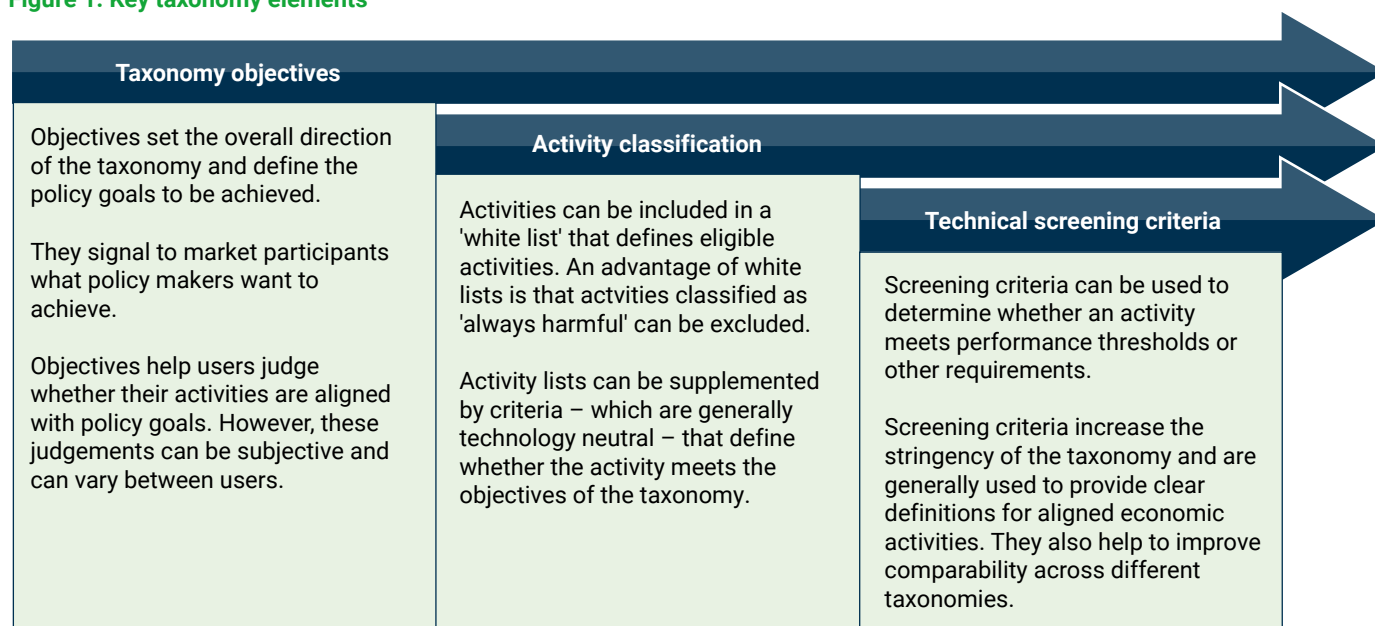 Figure 1: Key taxonomy elements
Taxonomy objectives
Objectives set the overall direction
of the taxonomy and define the
policy goals to be achieved.
They signal to market participants
what policy makers want to
achieve.
Objectives help users judge
whether their activities are aligned
with policy goals. However, these
judgements can be subjective and
can vary between users.
Activity classification
Activities can be included in a
'white list' that defines eligible
activities. An advantage of white
lists is that actvities classified as
'always harmful' can be excluded.
Activity lists can be supplemented
by criteria – which are generally
technology neutral – that define
whether the activity meets the
objectives of the taxonomy.
Technical screening criteria
Screening criteria can be used to
determine whether an activity
meets performance thresholds or
other requirements.
Screening criteria increase the
stringency of the taxonomy and are
generally used to provide clear
definitions for aligned economic
activities. They also help to improve
comparability across different
taxonomies.